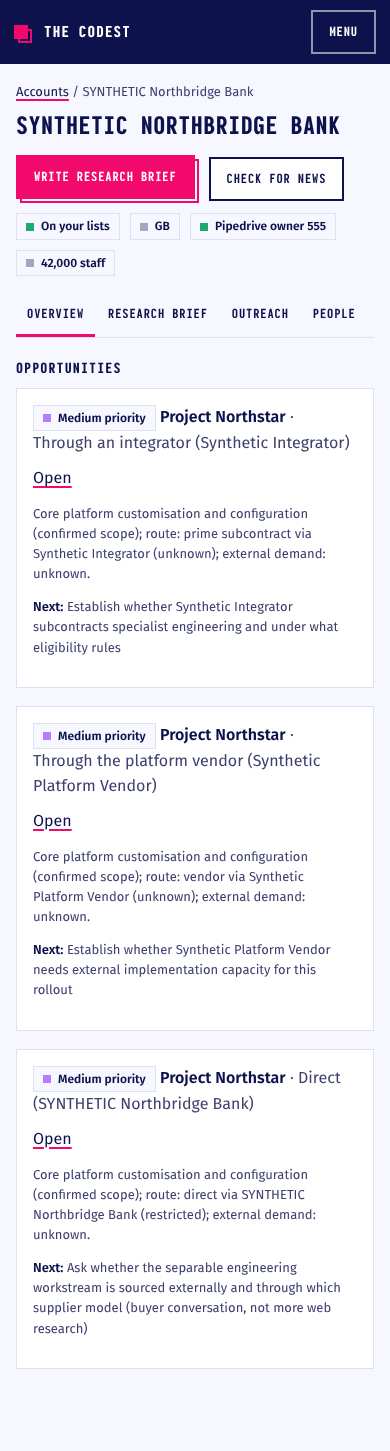 THE CODEST
MENU
Accounts / SYNTHETIC Northbridge Bank
SYNTHETIC NORTHBRIDGE BANK
WRITE RESEARCH BRIEF
CHECK FOR NEWS
On your lists
GB
Pipedrive owner 555
42,000 staff
OVERVIEW
RESEARCH BRIEF
OUTREACH
PEOPLE
OPPORTUNITIES
Medium priority Project Northstar ·
Through an integrator (Synthetic Integrator)
Open
Core platform customisation and configuration
(confirmed scope); route: prime subcontract via
Synthetic Integrator (unknown); external demand:
unknown.
Next: Establish whether Synthetic Integrator
subcontracts specialist engineering and under what
eligibility rules
Medium priority Project Northstar ·
Through the platform vendor (Synthetic
Platform Vendor)
Open
Core platform customisation and configuration
(confirmed scope); route: vendor via Synthetic
Platform Vendor (unknown); external demand:
unknown.
Next: Establish whether Synthetic Platform Vendor
needs external implementation capacity for this
rollout
Medium priority Project Northstar · Direct
(SYNTHETIC Northbridge Bank)
Open
Core platform customisation and configuration
(confirmed scope); route: direct via SYNTHETIC
Northbridge Bank (restricted); external demand:
unknown.
Next: Ask whether the separable engineering
workstream is sourced externally and through which
supplier model (buyer conversation, not more web
research)